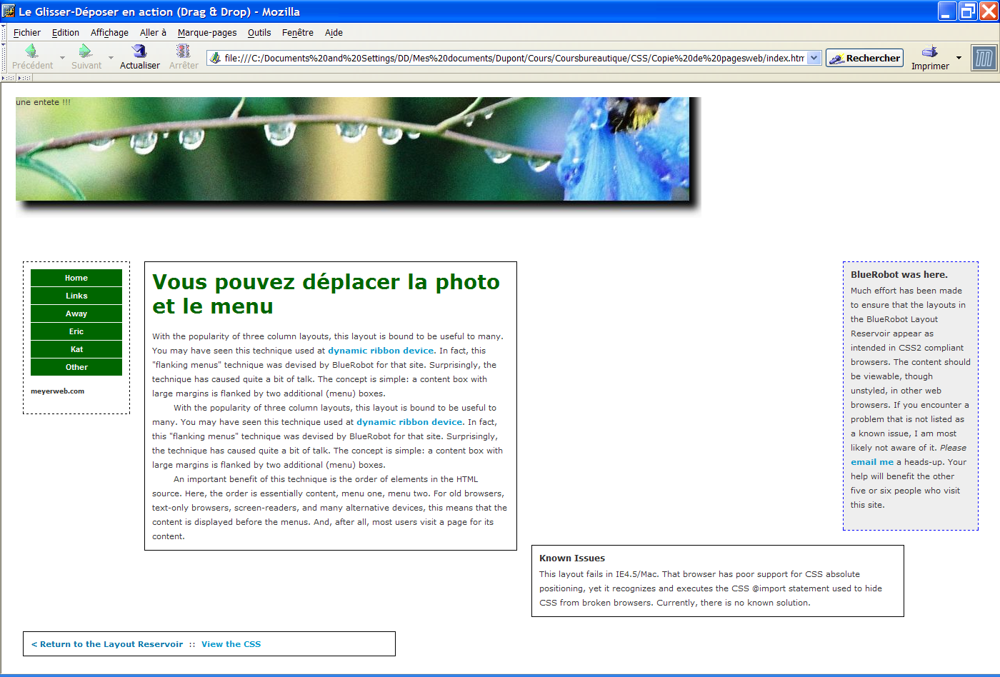 Le Glisser-Déposer en action (Drag & Drop) - Mozilla
Fichier Edition Affichage Aller à Marque-pages Outils Fenêtre Aide
Précédent Suivant Actualiser Arrêter file:///C:/Documents%20and%20Settings/DD/Mes%20documents/Dupont/Cours/Coursbureautique/CSS/Copie%20de%20pagesweb/index.htm Rechercher Imprimer
une entete !!!
Home
Links
Away
Eric
Kat
Other
meyerweb.com
Vous pouvez déplacer la photo
et le menu
With the popularity of three column layouts, this layout is bound to be useful to many.
You may have seen this technique used at dynamic ribbon device. In fact, this
"flanking menus" technique was devised by BlueRobot for that site. Surprisingly, the
technique has caused quite a bit of talk. The concept is simple: a content box with
large margins is flanked by two additional (menu) boxes.
With the popularity of three column layouts, this layout is bound to be useful to
many. You may have seen this technique used at dynamic ribbon device. In fact,
this "flanking menus" technique was devised by BlueRobot for that site. Surprisingly,
the technique has caused quite a bit of talk. The concept is simple: a content box with
large margins is flanked by two additional (menu) boxes.
An important benefit of this technique is the order of elements in the HTML
source. Here, the order is essentially content, menu one, menu two. For old browsers,
text-only browsers, screen-readers, and many alternative devices, this means that the
content is displayed before the menus. And, after all, most users visit a page for its
content.
BlueRobot was here.
Much effort has been made
to ensure that the layouts in
the BlueRobot Layout
Reservoir appear as
intended in CSS2 compliant
browsers. The content should
be viewable, though
unstyled, in other web
browsers. If you encounter a
problem that is not listed as
a known issue, I am most
likely not aware of it. Please
email me a heads-up. Your
help will benefit the other
five or six people who visit
this site.
Known Issues
This layout fails in IE4.5/Mac. That browser has poor support for CSS absolute
positioning, yet it recognizes and executes the CSS @import statement used to hide
CSS from broken browsers. Currently, there is no known solution.
< Return to the Layout Reservoir :: View the CSS